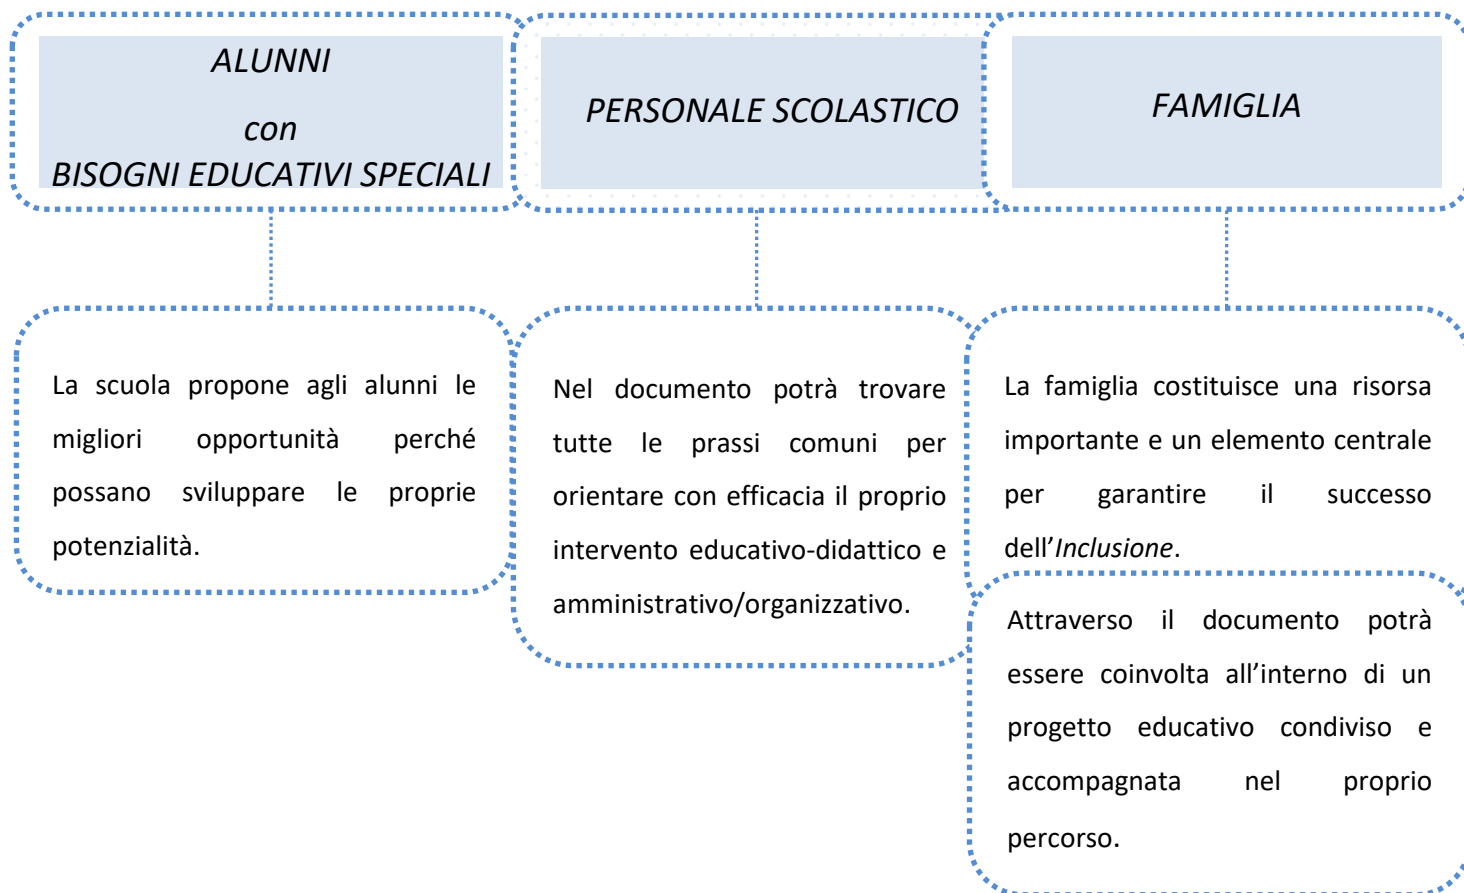 ALUNNI
con
BISOGNI EDUCATIVI SPECIALI
La scuola propone agli alunni le
migliori opportunità perché
possano sviluppare le proprie
potenzialità.
PERSONALE SCOLASTICO
Nel documento potrà trovare
tutte le prassi comuni per
orientare con efficacia il proprio
intervento educativo-didattico e
amministrativo/organizzativo.
FAMIGLIA
La famiglia costituisce una risorsa
importante e un elemento centrale
per garantire il successo
dell’Inclusione.
Attraverso il documento potrà
essere coinvolta all’interno di un
progetto educativo condiviso e
accompagnata nel proprio
percorso.